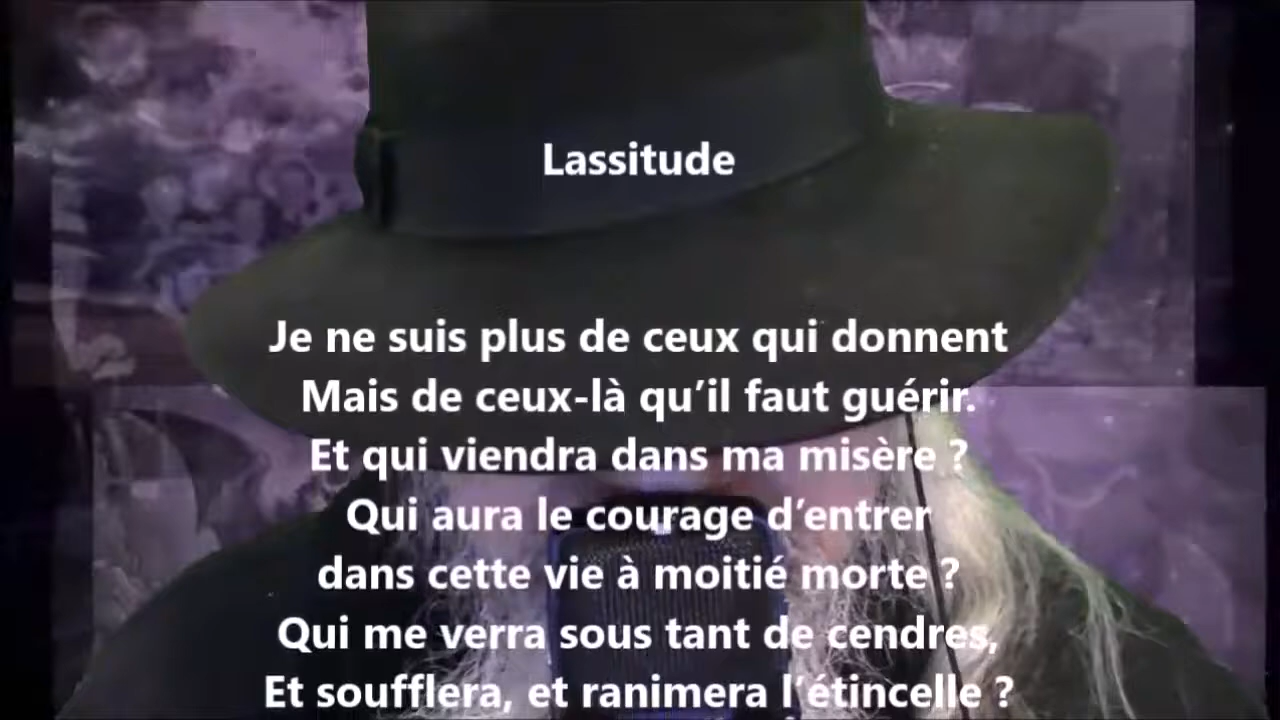 Lassitude
Je ne suis plus de ceux qui donnent
Mais de ceux-là qu’il faut guérir.
Et qui viendra dans ma misère ?
Qui aura le courage d’entrer
dans cette vie à moitié morte ?
Qui me verra sous tant de cendres,
Et soufflera, et ranimera l’étincelle ?